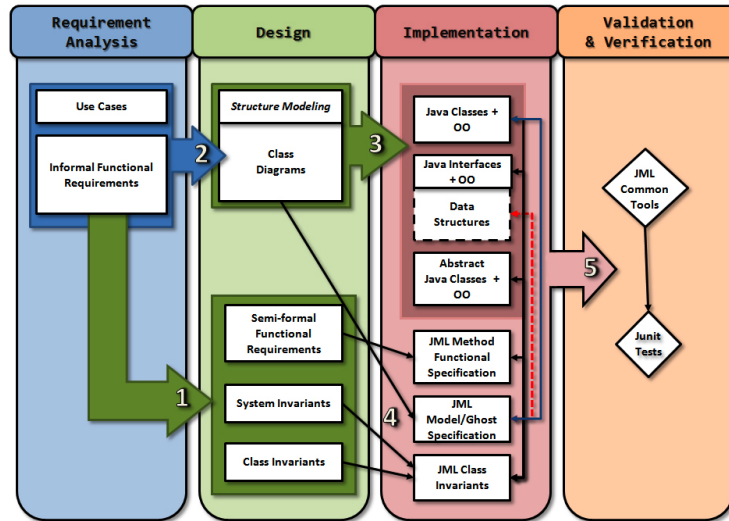 Requirement
Analysis
Design
Implementation
Validation
& Verification
Use Cases
Informal Functional
Requirements
2
1
Structure Modeling
Class
Diagrams
3
Semi-formal
Functional
Requirements
System Invariants
Class Invariants
4
Java Classes +
OO
Java Interfaces
+ OO
Data
Structures
Abstract
Java Classes + OO
JML Method
Functional
Specification
JML
Model/Ghost
Specification
JML Class
Invariants
5
JML
Common
Tools
Junit
Tests